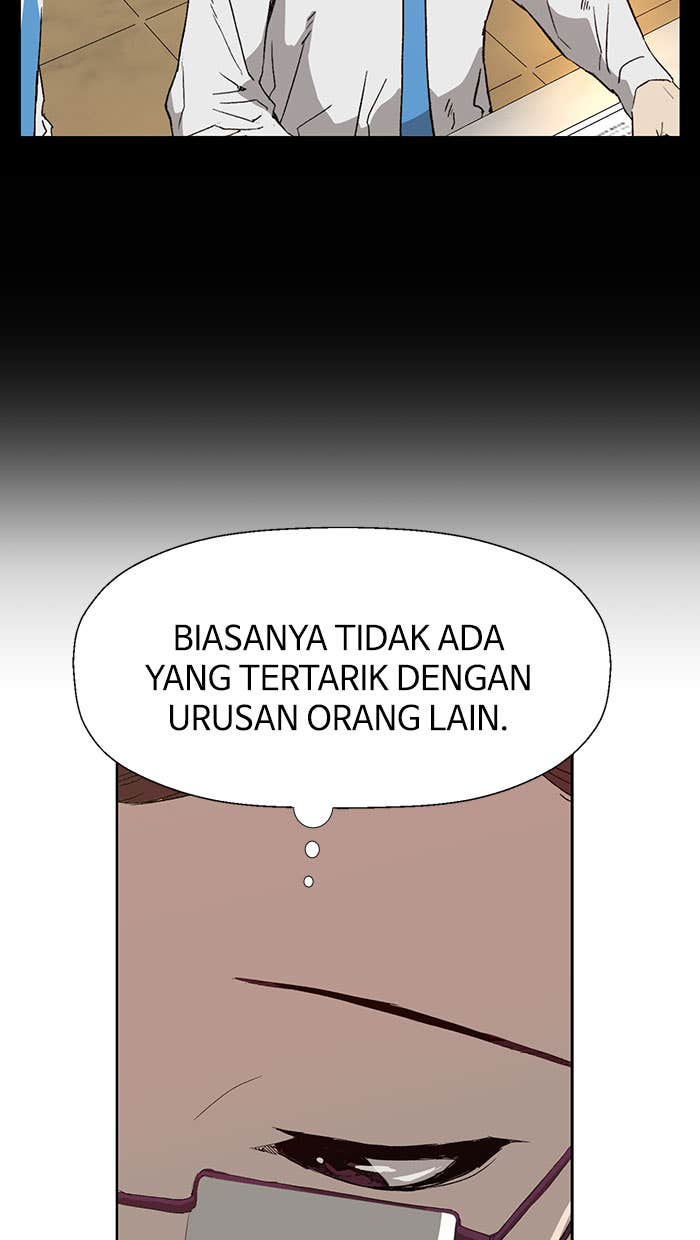 BIASANYA TIDAK ADA
YANG TERTARIK DENGAN
URUSAN ORANG LAIN.